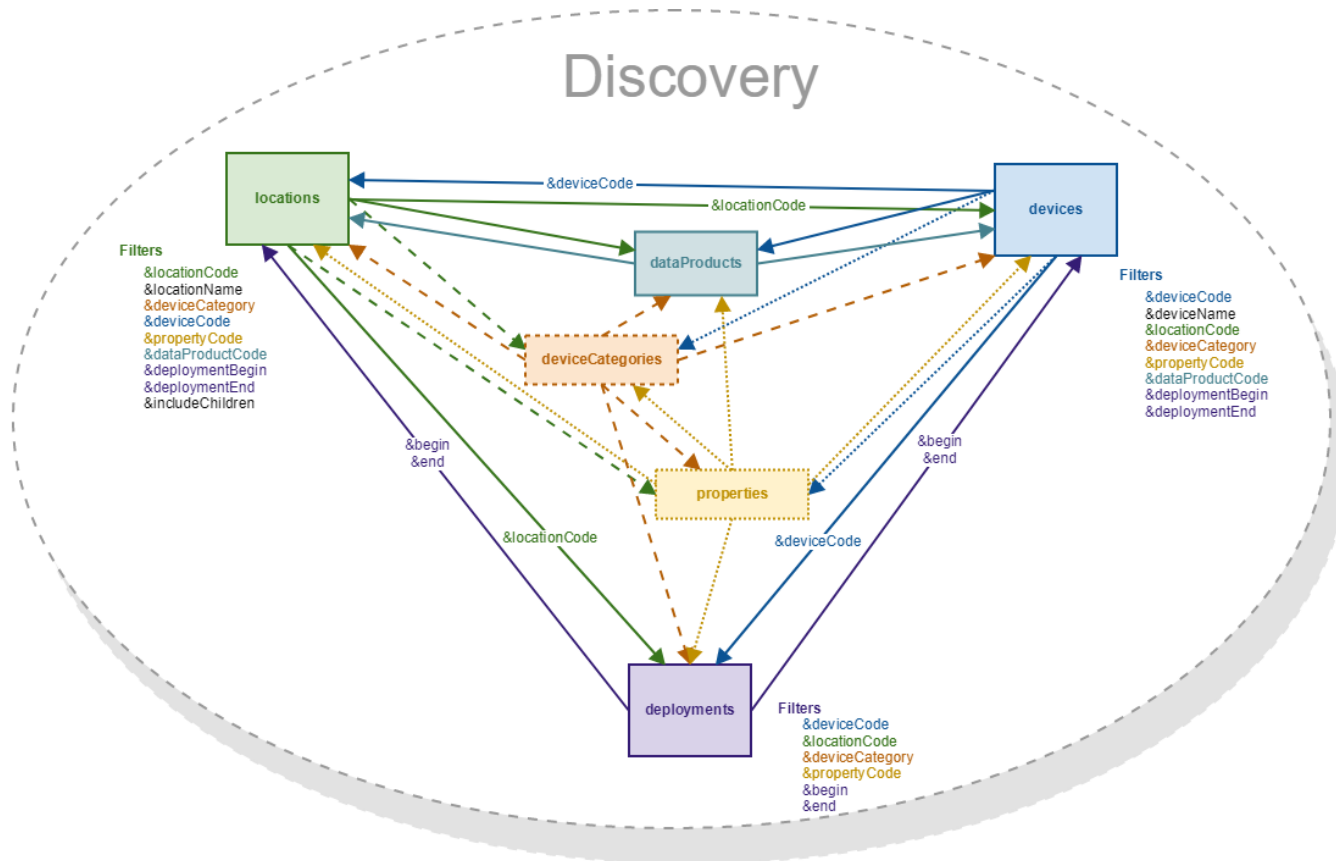 Discovery
locations
&deviceCode
&locationCode
devices
dataProducts
Filters
&locationCode
&locationName
&deviceCategory
&deviceCode
&propertyCode
&dataProductCode
&deploymentBegin
&deploymentEnd
&includeChildren
Filters
&deviceCode
&deviceName
&locationCode
&deviceCategory
&propertyCode
&dataProductCode
&deploymentBegin
&deploymentEnd
deviceCategories
&begin
&end
&begin
&end
properties
&locationCode
&deviceCode
deployments
Filters
&deviceCode
&locationCode
&deviceCategory
&propertyCode
&begin
&end